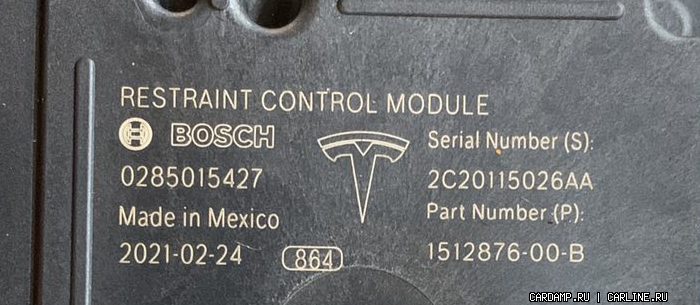 RESTRAINT CONTROL MODULE
BOSCH
0285015427
Made in Mexico
2021-02-24
864
Serial Number (S):
2C20115026AA
Part Number (P):
1512876-00-B
CARDAMP.RU | CARLINE.RU